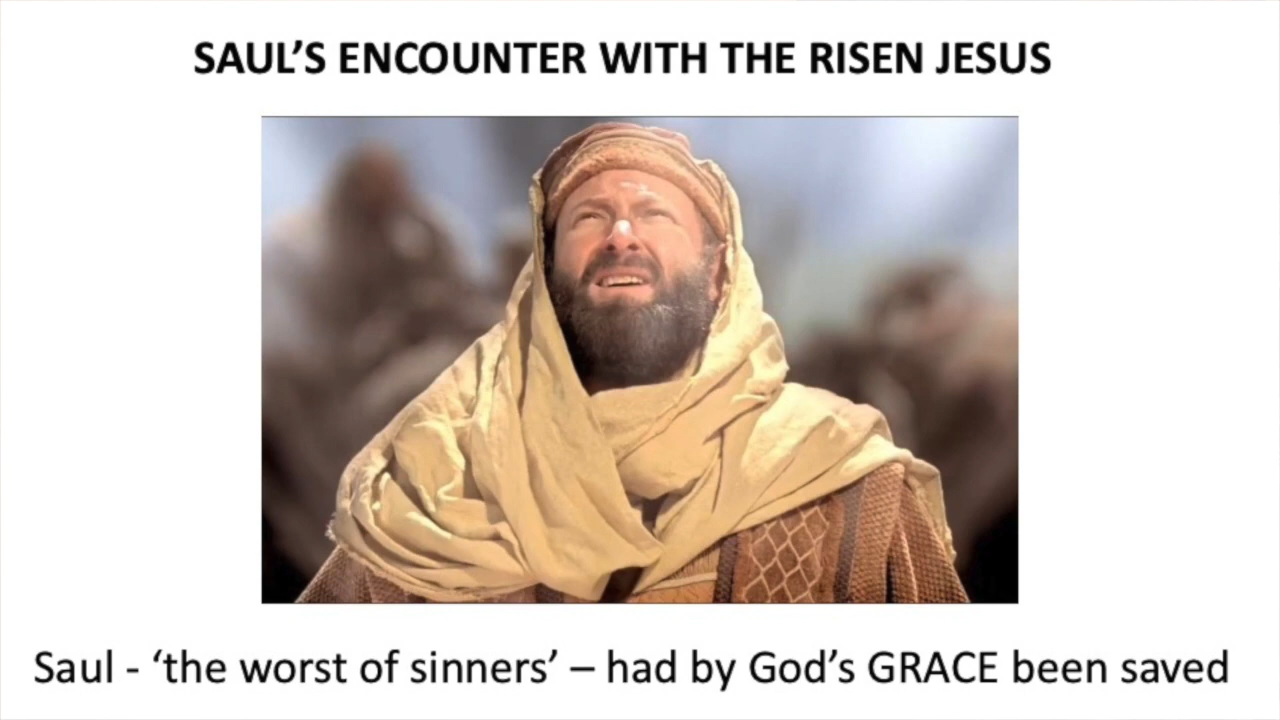 SAUL’S ENCOUNTER WITH THE RISEN JESUS
Saul - ‘the worst of sinners’ – had by God’s GRACE been saved